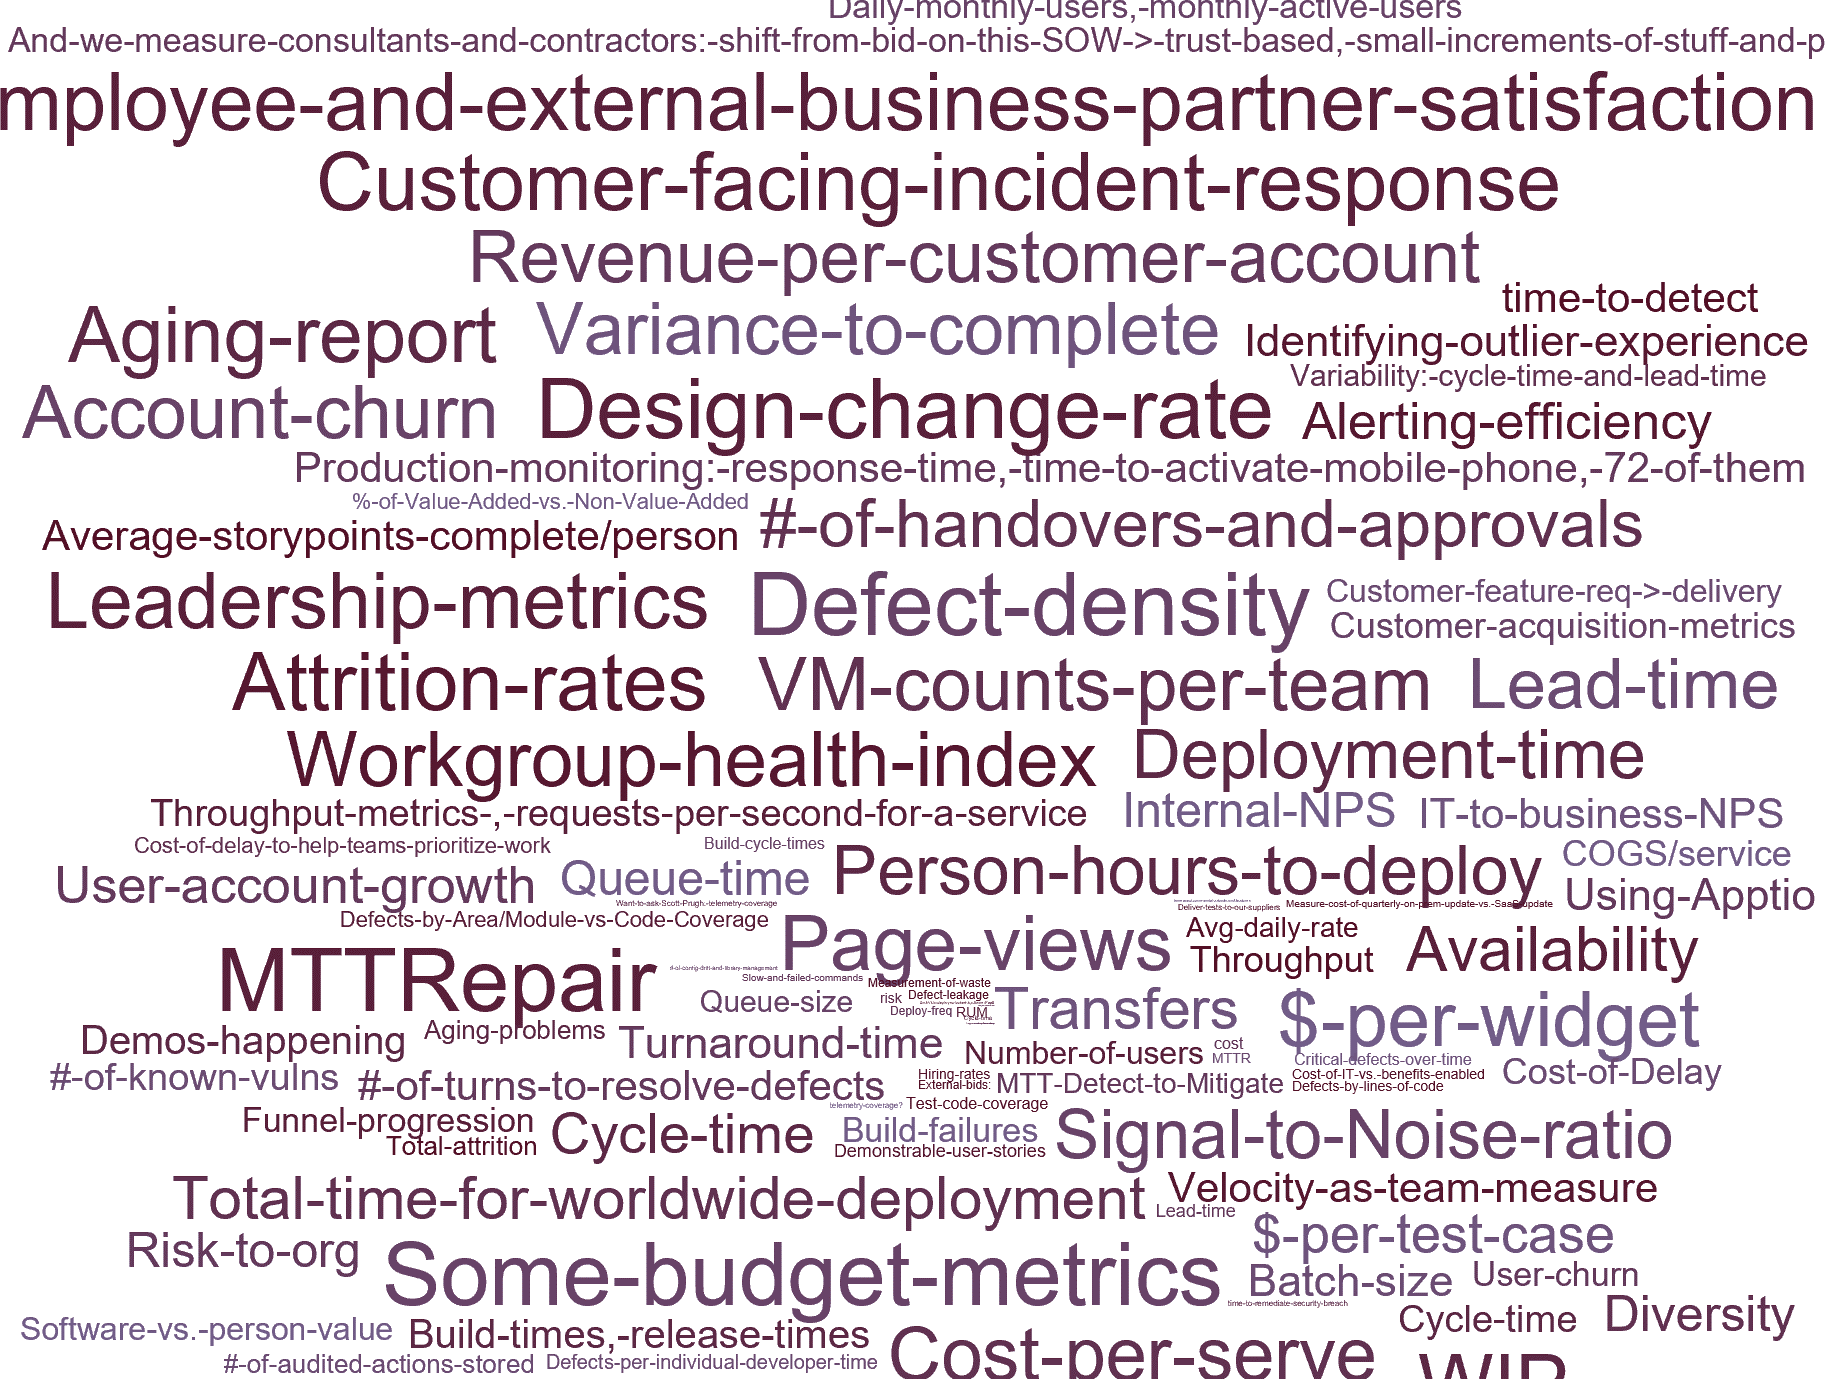 Daily-monthly-users,-monthly-active-users
And-we-measure-consultants-and-contractors:-shift-from-bid-on-this-SOW->-trust-based,-small-increments-of-stuff-and-p
mployee-and-external-business-partner-satisfaction
Customer-facing-incident-response
Revenue-per-customer-account
time-to-detect
Aging-report
Variance-to-complete
Identifying-outlier-experience
Variability:-cycle-time-and-lead-time
Account-churn
Design-change-rate
Alerting-efficiency
Production-monitoring:-response-time,-time-to-activate-mobile-phone,-72-of-them
%-of-Value-Added-vs.-Non-Value-Added
Average-storypoints-complete/person
#-of-handovers-and-approvals
Leadership-metrics
Defect-density
Customer-feature-req->-delivery
Customer-acquisition-metrics
Attrition-rates
VM-counts-per-team
Lead-time
Workgroup-health-index
Deployment-time
Throughput-metrics-,-requests-per-second-for-a-service
Internal-NPS
IT-to-business-NPS
Cost-of-delay-to-help-teams-prioritize-work
Build-cycle-times
User-account-growth
Queue-time
Person-hours-to-deploy
COGS/service
Using-Apptio
Want-to-ask-Scott-Prugh:-telemetry-coverage
Deliver-tests-to-our-suppliers
Measure-cost-of-quarterly-on-prem-update-vs.-SaaS-update
Defects-by-Area/Module-vs-Code-Coverage
Page-views
Avg-daily-rate
Throughput
Availability
MTTRepair
#-of-config-drift-and-library-management
Slow-and-failed-commands
Measurement-of-waste
Queue-size
risk
Defect-leakage
Deploy-freq
RUM
Cycle-time
Transfers
$-per-widget
Demos-happening
Aging-problems
Turnaround-time
Number-of-users
cost
MTTR
Critical-defects-over-time
#-of-known-vulns
#-of-turns-to-resolve-defects
Hiring-rates
External-bids:
MTT-Detect-to-Mitigate
Cost-of-IT-vs.-benefits-enabled
Defects-by-lines-of-code
Cost-of-Delay
telemetry-coverage?
Test-code-coverage
Funnel-progression
Total-attrition
Cycle-time
Build-failures
Demonstrable-user-stories
Signal-to-Noise-ratio
Total-time-for-worldwide-deployment
Velocity-as-team-measure
Lead-time
Risk-to-org
Some-budget-metrics
$-per-test-case
Batch-size
User-churn
time-to-remediate-security-breach
Software-vs.-person-value
Build-times,-release-times
Cycle-time
Diversity
#-of-audited-actions-stored
Defects-per-individual-developer-time
Cost-per-serve
WIP